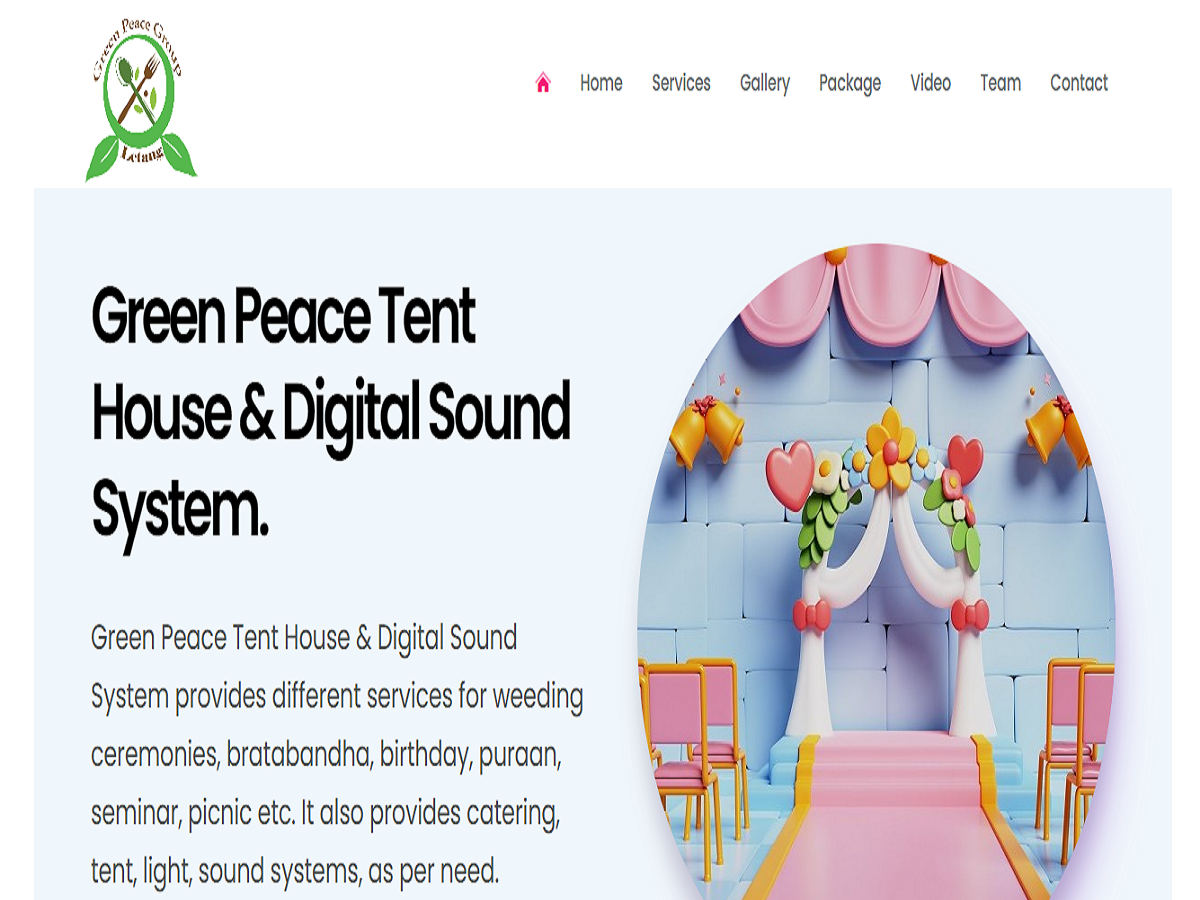 Green Peace Group
Letang
Home Services Gallery Package Video Team Contact
Green Peace Tent
House & Digital Sound
System.
Green Peace Tent House & Digital Sound
System provides different services for weeding
ceremonies, bratabandha, birthday, puraan,
seminar, picnic etc. It also provides catering,
tent, light, sound systems, as per need.